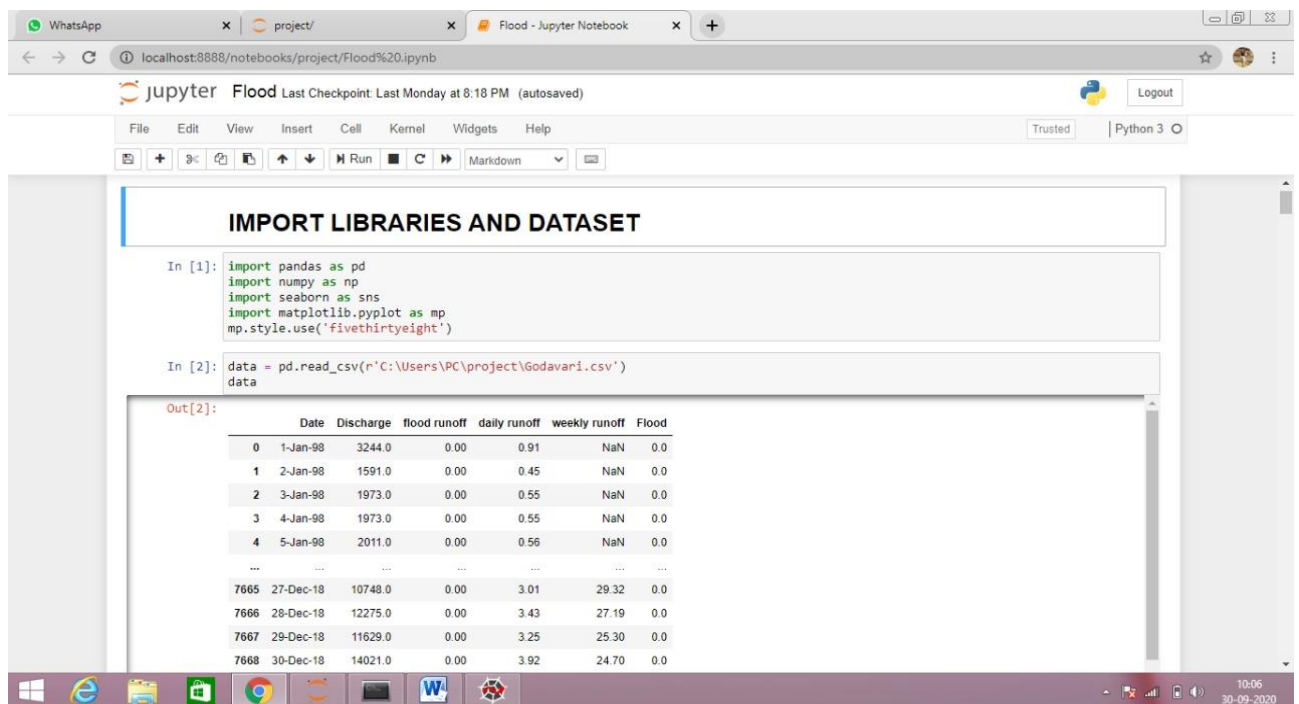 WhatsApp project/ Flood - Jupyter Notebook
localhost:8888/notebooks/project/Flood%20.ipynb
jupyter Flood Last Checkpoint: Last Monday at 8:18 PM (autosaved) Logout
File Edit View Insert Cell Kernel Widgets Help Trusted Python 3
Run Markdown
IMPORT LIBRARIES AND DATASET
In [1]: import pandas as pd
import numpy as np
import seaborn as sns
import matplotlib.pyplot as mp
mp.style.use('fivethirtyeight')
In [2]: data = pd.read_csv(r'C:\Users\PC\project\Godavari.csv')
data
Out[2]:
Date Discharge flood runoff daily runoff weekly runoff Flood
0 1-Jan-98 3244.0 0.00 0.91 NaN 0.0
1 2-Jan-98 1591.0 0.00 0.45 NaN 0.0
2 3-Jan-98 1973.0 0.00 0.55 NaN 0.0
3 4-Jan-98 1973.0 0.00 0.55 NaN 0.0
4 5-Jan-98 2011.0 0.00 0.56 NaN 0.0
... ... ... ... ... ... ...
7665 27-Dec-18 10748.0 0.00 3.01 29.32 0.0
7666 28-Dec-18 12275.0 0.00 3.43 27.19 0.0
7667 29-Dec-18 11629.0 0.00 3.25 25.30 0.0
7668 30-Dec-18 14021.0 0.00 3.92 24.70 0.0
10:06
30-09-2020